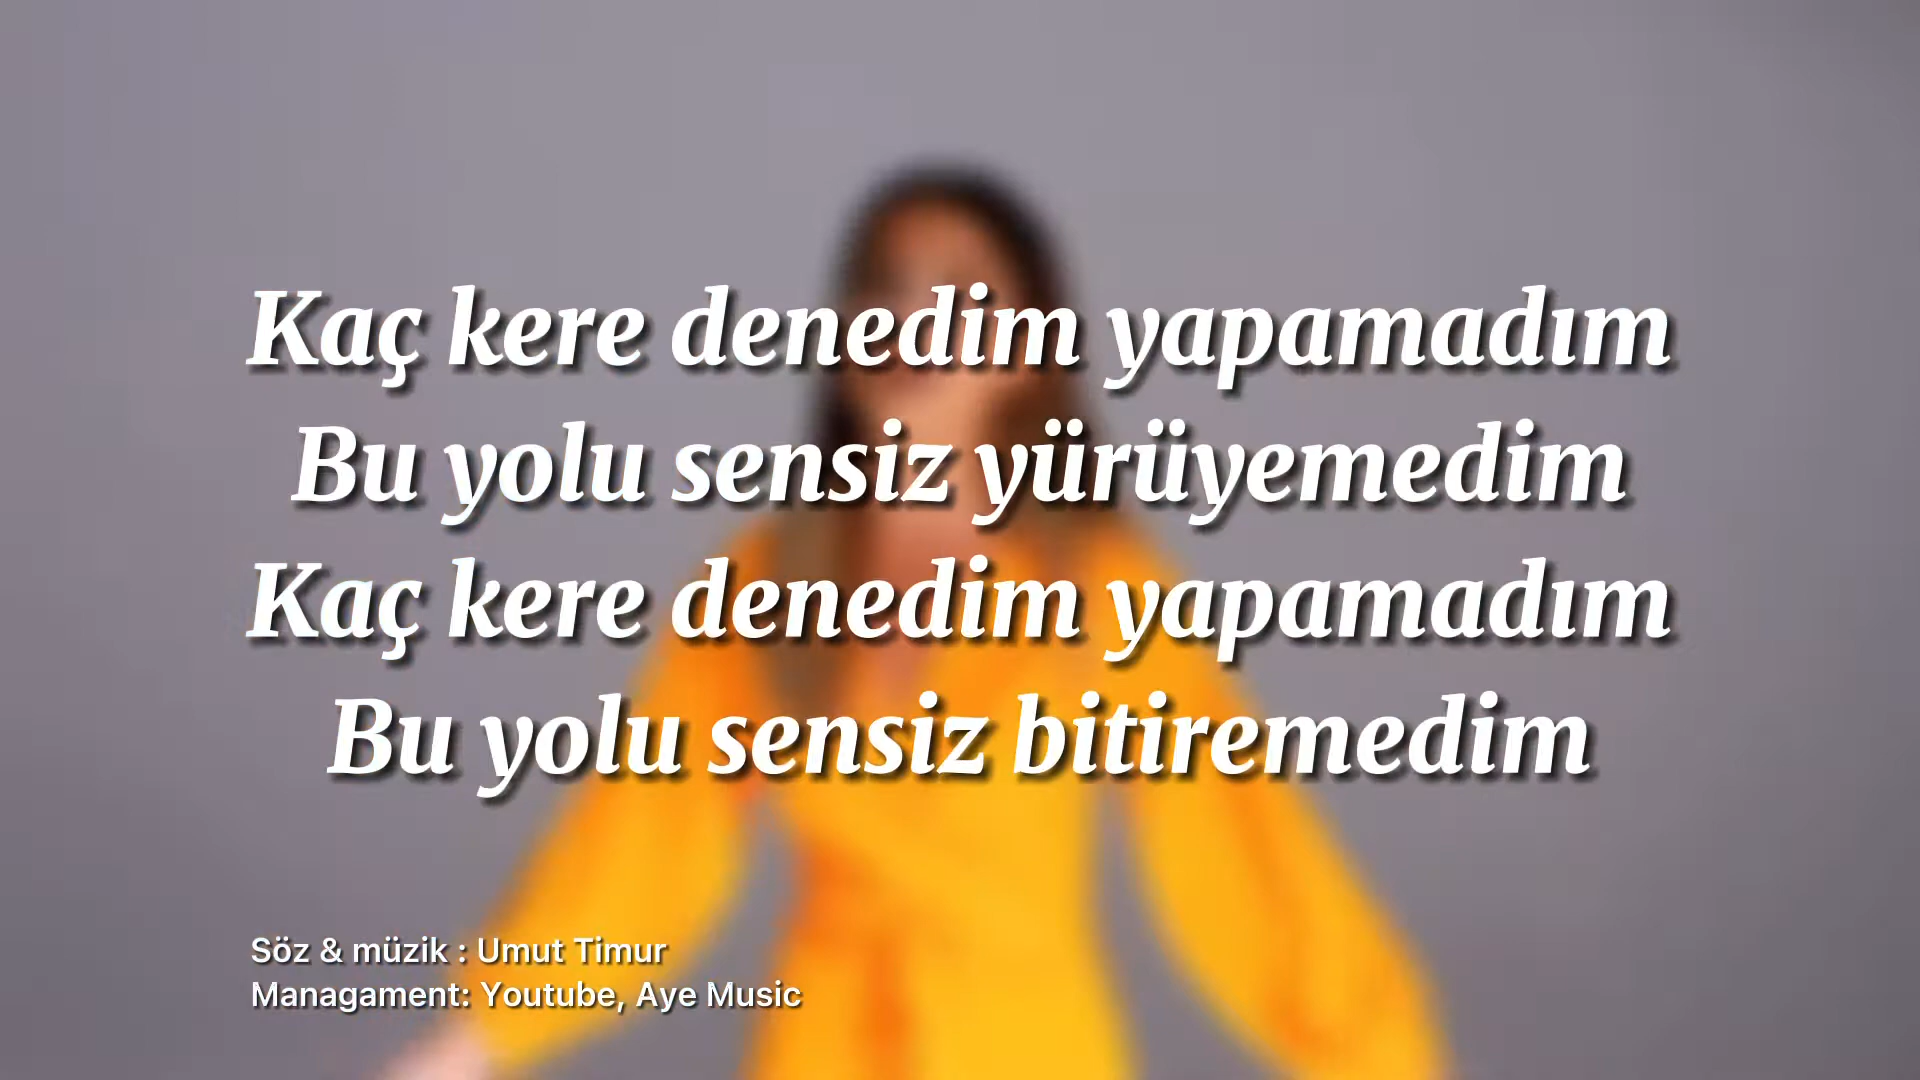 Kaç kere denedim yapamadım
Bu yolu sensiz yürüyemedim
Kaç kere denedim yapamadım
Bu yolu sensiz bitiremedim
Söz & müzik : Umut Timur
Managament: Youtube, Aye Music